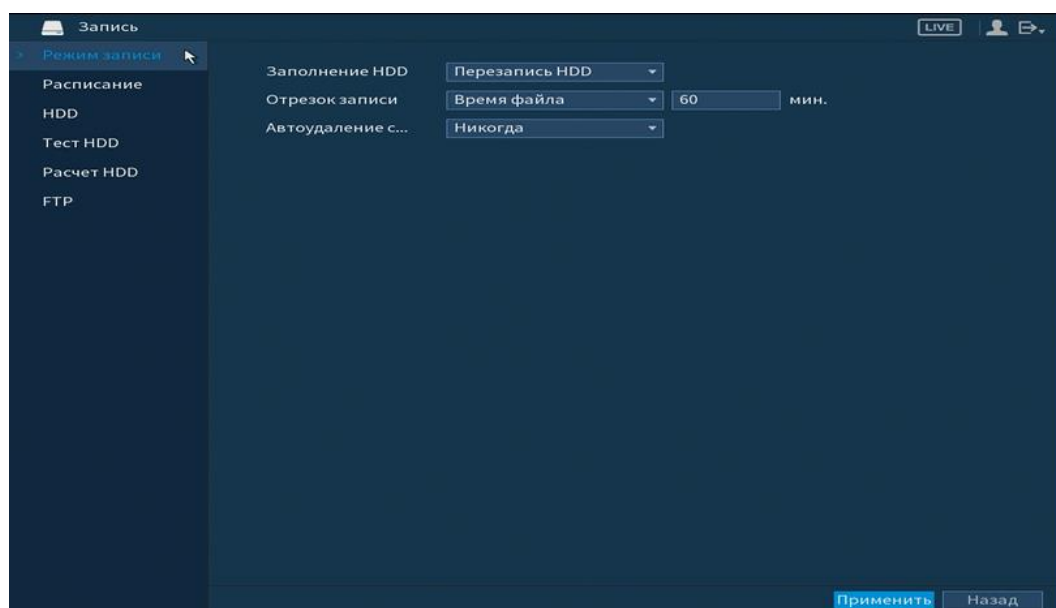 Запись
LIVE
> Режим записи
Расписание
HDD
Тест HDD
Расчет HDD
FTP
Заполнение HDD Перезапись HDD
Отрезок записи Время файла 60 мин.
Автоудаление с... Никогда
Применить Назад